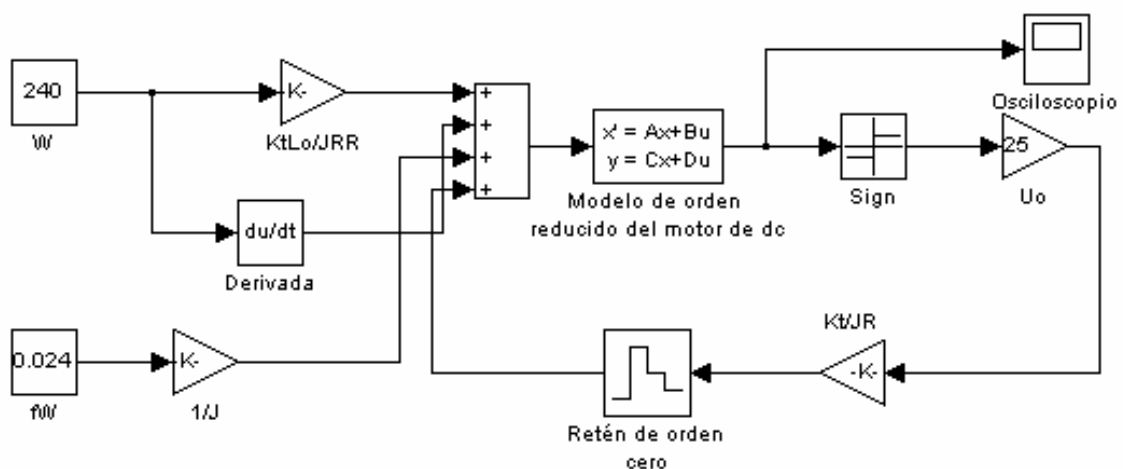 Osciloscopio
240
W
K-
KtLo/JRR
+
+
+
+
x' = Ax+Bu
y = Cx+Du
Modelo de orden
reducido del motor de dc
Sign
25
Uo
du/dt
Derivada
0.024
fW
K-
1/J
Retén de orden
cero
Kt/JR
-K-